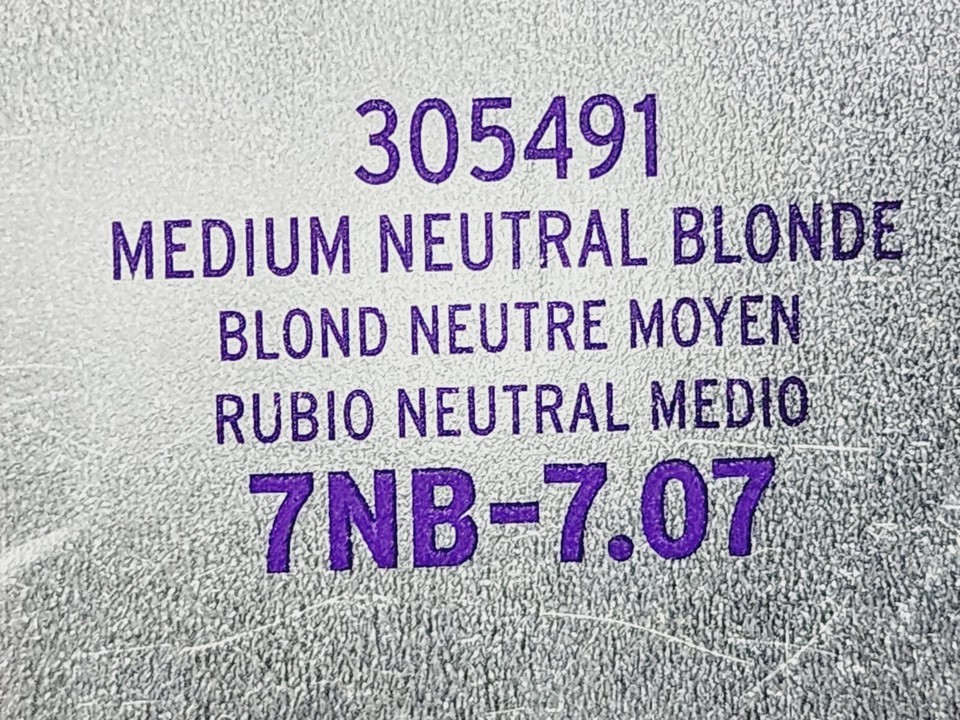 305491
MEDIUM NEUTRAL BLONDE
BLOND NEUTRE MOYEN
RUBIO NEUTRAL MEDIO
7NB-7.07